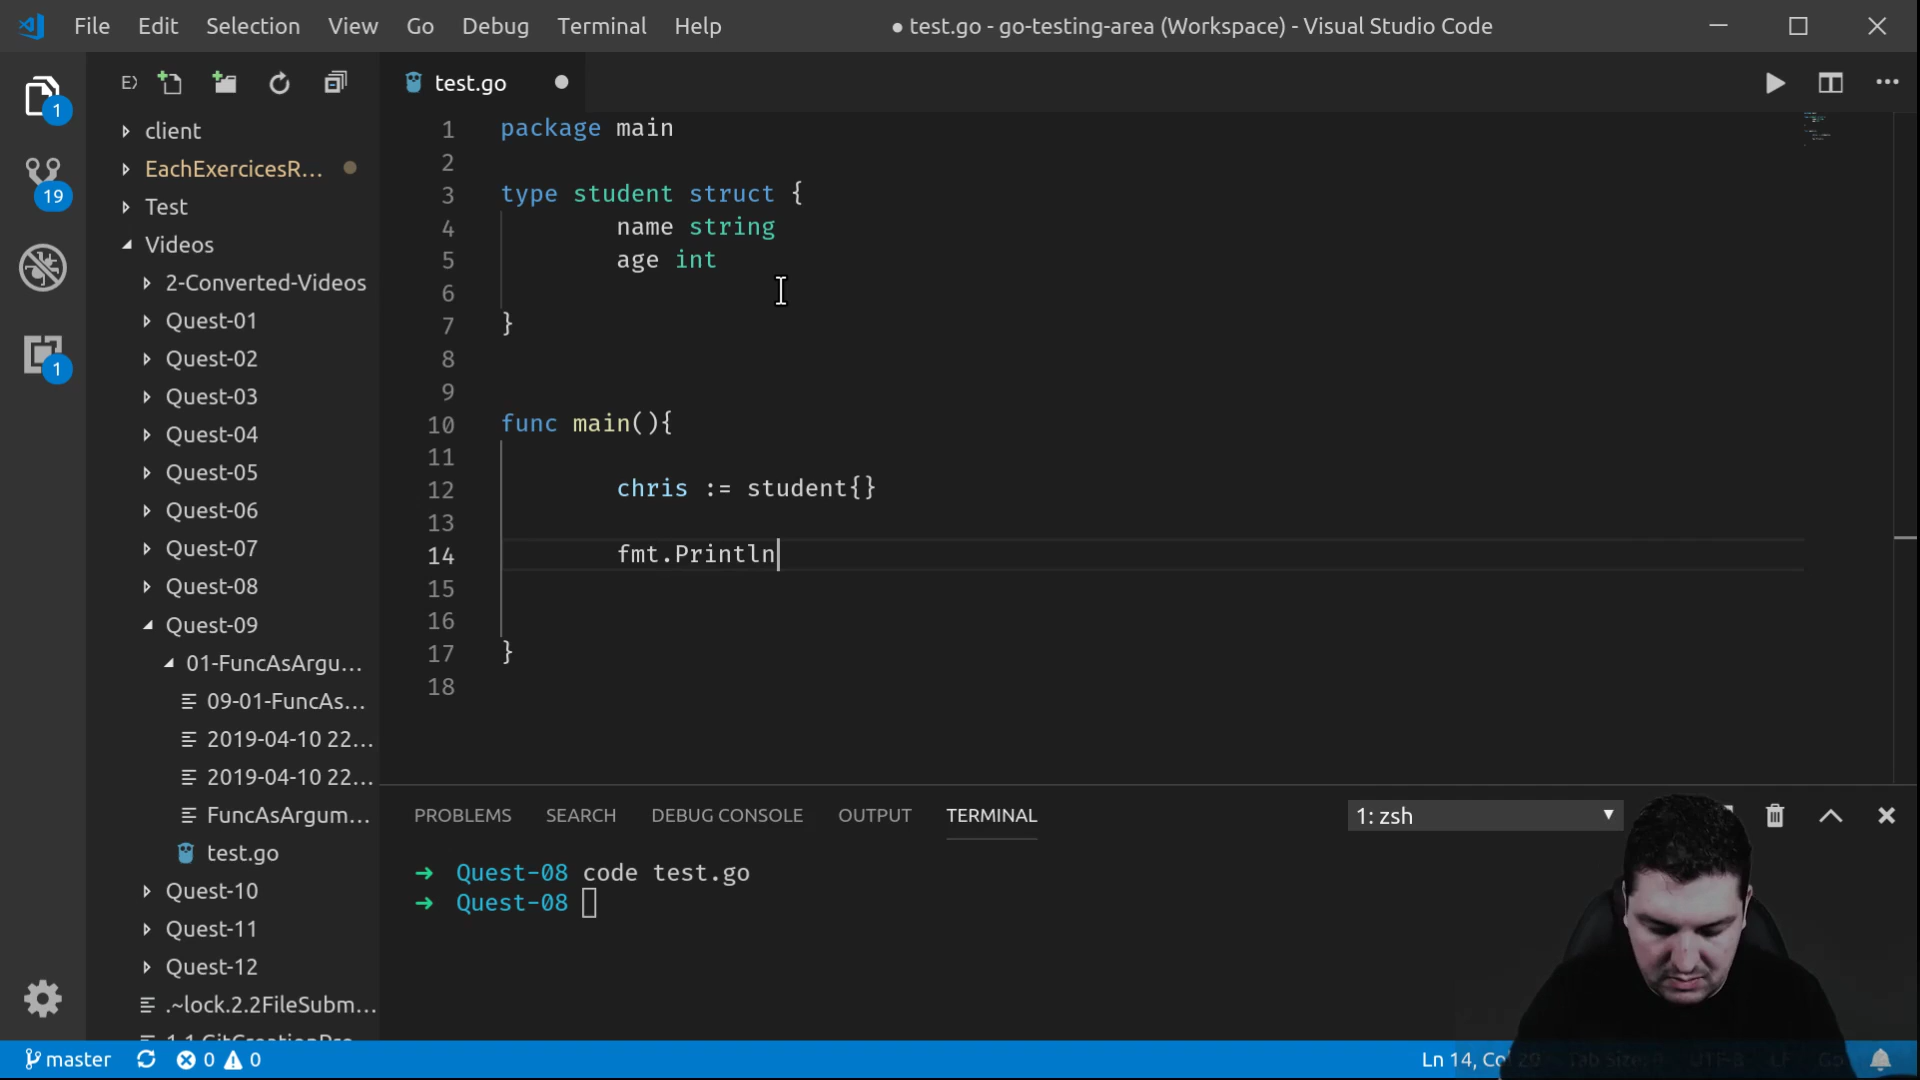 File Edit Selection View Go Debug Terminal Help
● test.go - go-testing-area (Workspace) - Visual Studio Code
test.go
client
EachExercicesR...
Test
Videos
2-Converted-Videos
Quest-01
Quest-02
Quest-03
Quest-04
Quest-05
Quest-06
Quest-07
Quest-08
Quest-09
01-FuncAsArgu...
09-01-FuncAs...
2019-04-10 22...
2019-04-10 22...
FuncAsArgum...
test.go
Quest-10
Quest-11
Quest-12
.~lock.2.2FileSubm...
1
19
1
1 package main
2
3 type student struct {
4 name string
5 age int
6
7 }
8
9
10 func main(){
11
12 chris := student{}
13
14 fmt.Println
15
16
17 }
18
PROBLEMS SEARCH DEBUG CONSOLE OUTPUT TERMINAL
1: zsh
➜ Quest-08 code test.go
➜ Quest-08
master 0 0
Ln 14,